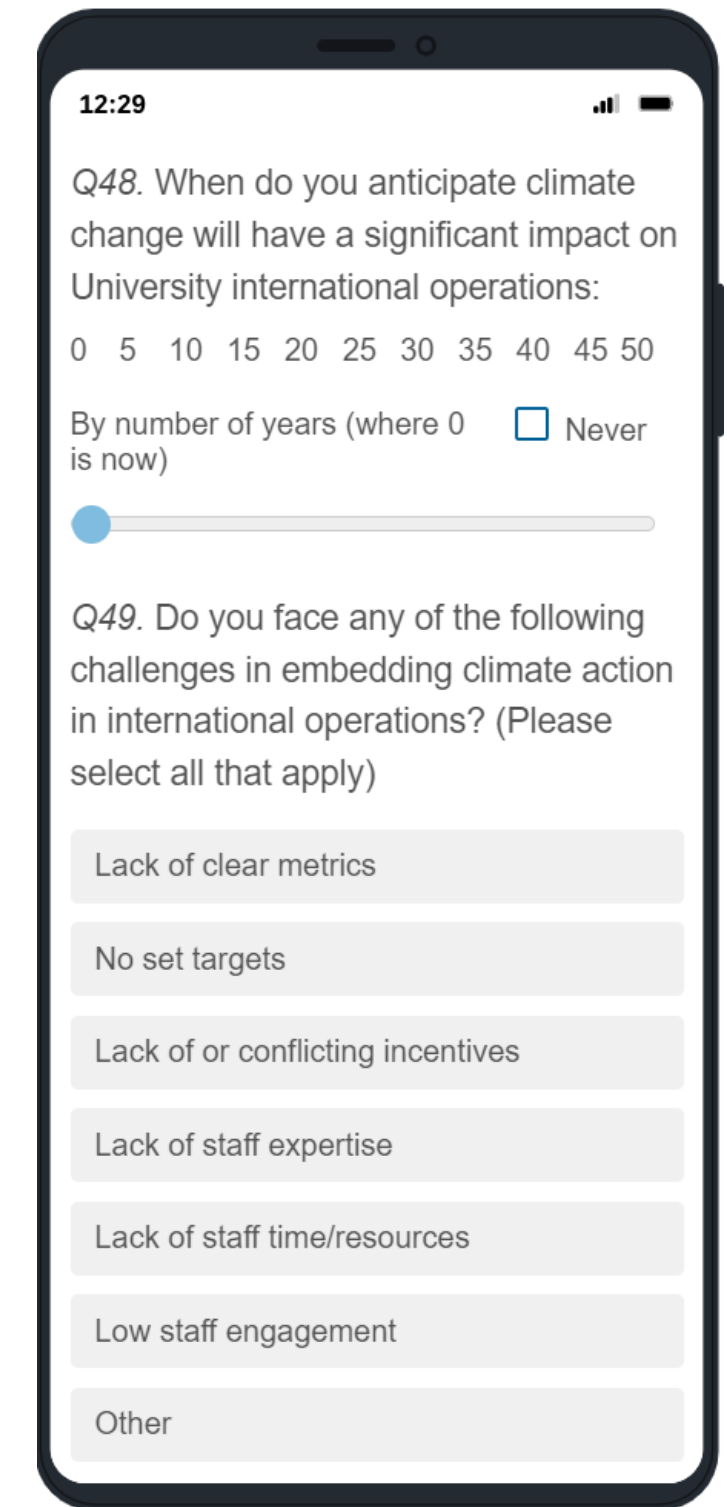 12:29
Q48. When do you anticipate climate
change will have a significant impact on
University international operations:
0 5 10 15 20 25 30 35 40 45 50
By number of years (where 0
is now)
Never
Q49. Do you face any of the following
challenges in embedding climate action
in international operations? (Please
select all that apply)
Lack of clear metrics
No set targets
Lack of or conflicting incentives
Lack of staff expertise
Lack of staff time/resources
Low staff engagement
Other